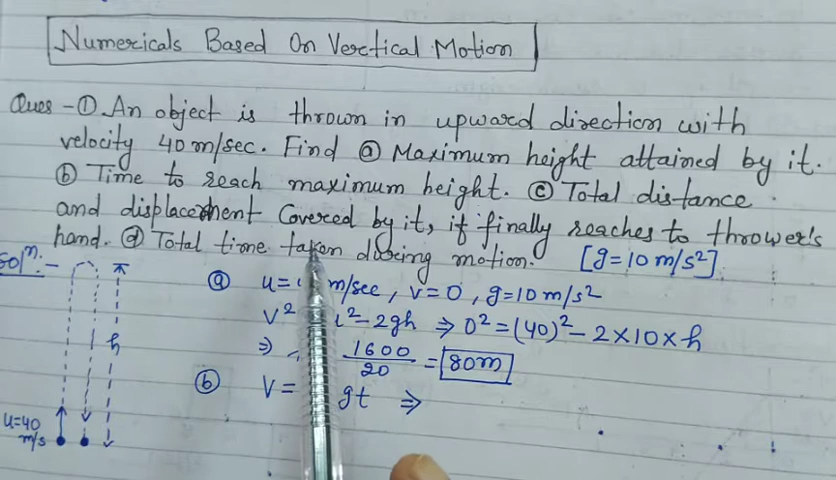 Numericals Based On Verctical Motion
Ques -① An object is thrown in upward direction with
velocity 40 m/sec. Find ⓐ Maximum height attained by it.
ⓑ Time to reach maximum height. ⓒ Total distance
and displacement Covered by it, if finally reaches to thrower's
hand. ⓓ Total time taken during motion. [g=10 m/s²]
Solⁿ:-
ⓐ u= m/sec, v=0, g=10 m/s²
V² ²-2gh ⇒ 0²=(40)²-2×10×h
⇒ 1600/20 = 80m
ⓑ V= gt ⇒
h
u=40
m/s